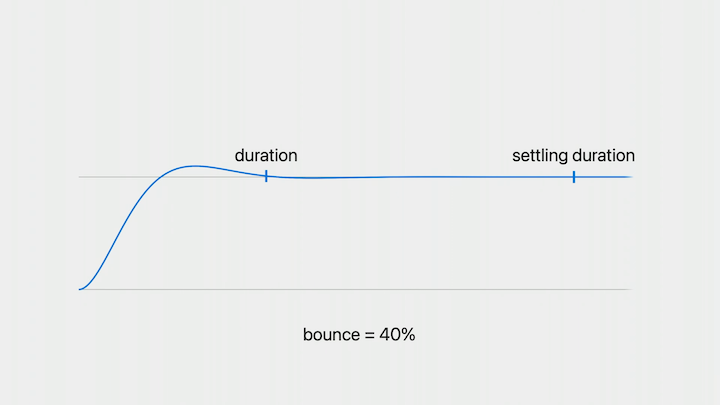 duration
settling duration
bounce = 40%